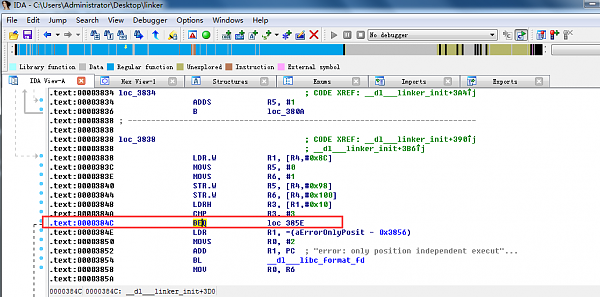 IDA - C:\Users\Administrator\Desktop\linker
File Edit Jump Search View Debugger Options Windows Help
No debugger
Library function Data Regular function Unexplored Instruction External symbol
IDA View-A Hex View-1 Structures Enums Imports Exports
.text:00003834 loc_3834 ; CODE XREF: __dl___linker_init+3A4↑j
.text:00003834 ADDS R5, #1
.text:00003836 B loc_380A
.text:00003838 ; ---------------------------------------------------------------------------
.text:00003838
.text:00003838 loc_3838 ; CODE XREF: __dl___linker_init+390↑j
.text:00003838 ; __dl___linker_init+3B6↑j
.text:00003838 LDR.W R1, [R4,#0x8C]
.text:0000383C MOVS R5, #0
.text:0000383E MOVS R6, #1
.text:00003840 STR.W R5, [R4,#0x98]
.text:00003844 STR.W R6, [R4,#0x100]
.text:00003848 LDRH R3, [R1,#0x10]
.text:0000384A CMP R3, #3
.text:0000384C BEQ loc_385E
.text:0000384E LDR R1, =(aErrorOnlyPosit - 0x3856)
.text:00003850 MOVS R0, #2
.text:00003852 ADD R1, PC ; "error: only position independent execut"...
.text:00003854 BL __dl___libc_format_fd
.text:00003858 MOV R0, R6
.text:0000385A
0000384C 0000384C: __dl___linker_init+3D0